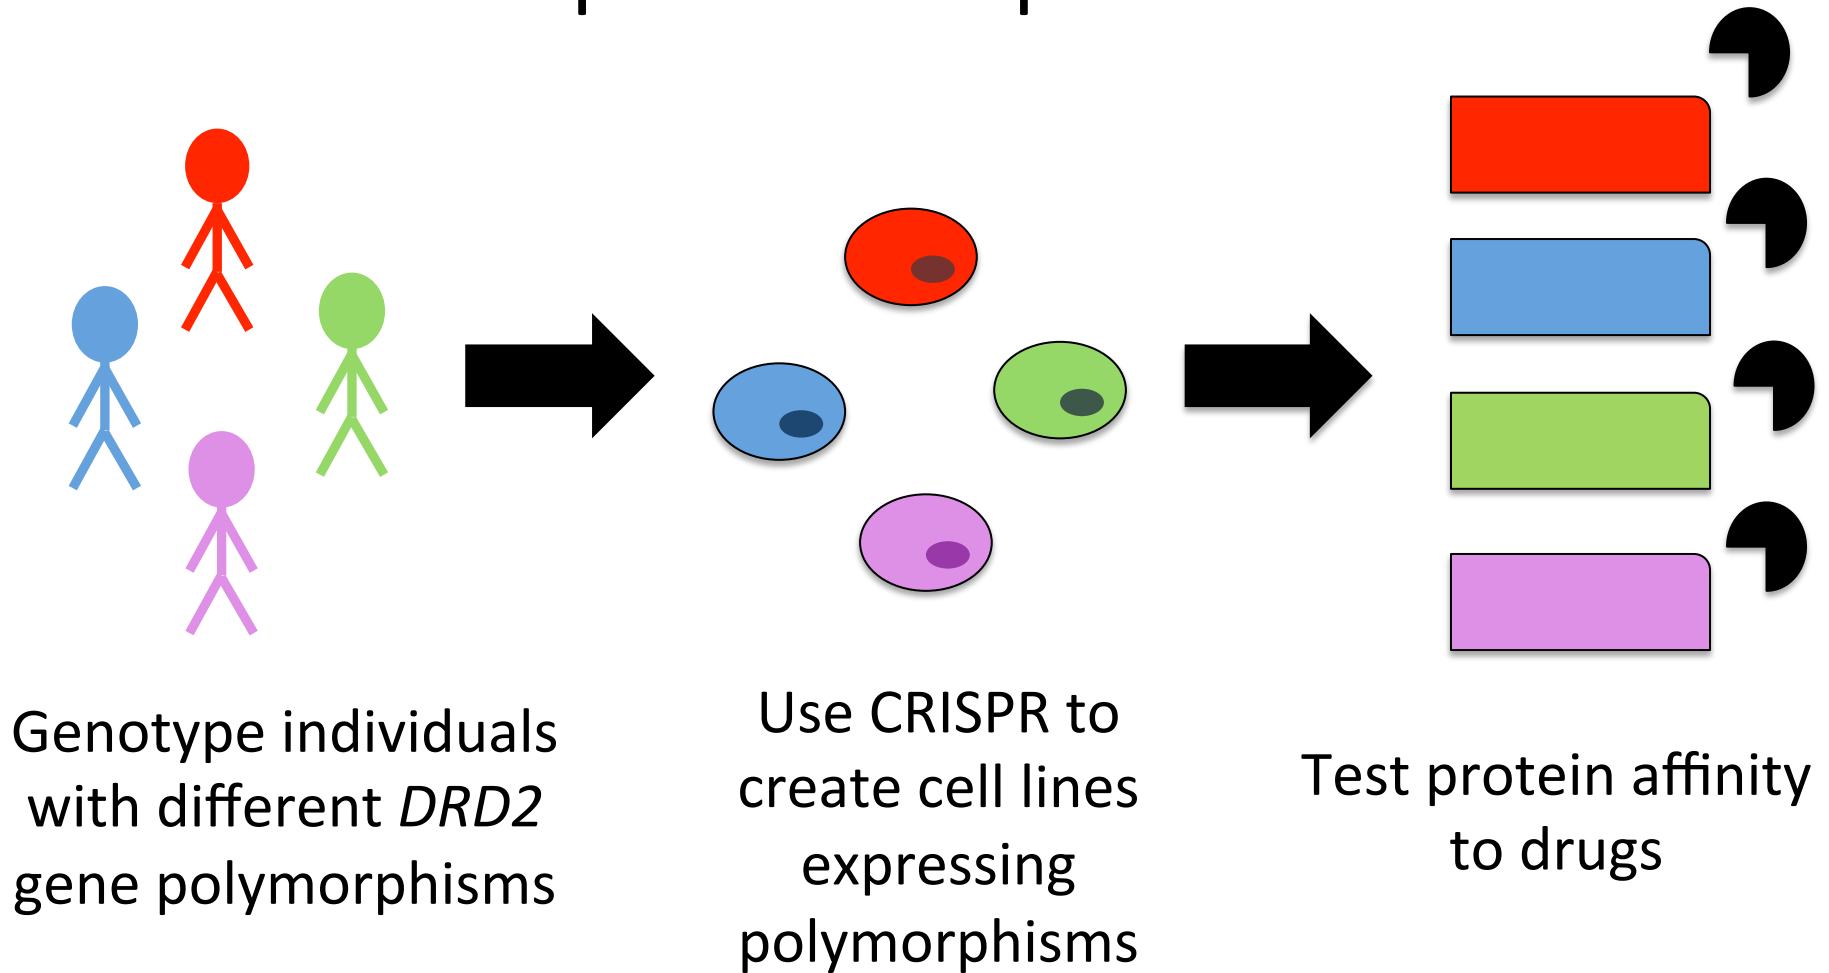 Genotype individuals
with different DRD2
gene polymorphisms
Use CRISPR to
create cell lines
expressing
polymorphisms
Test protein affinity
to drugs